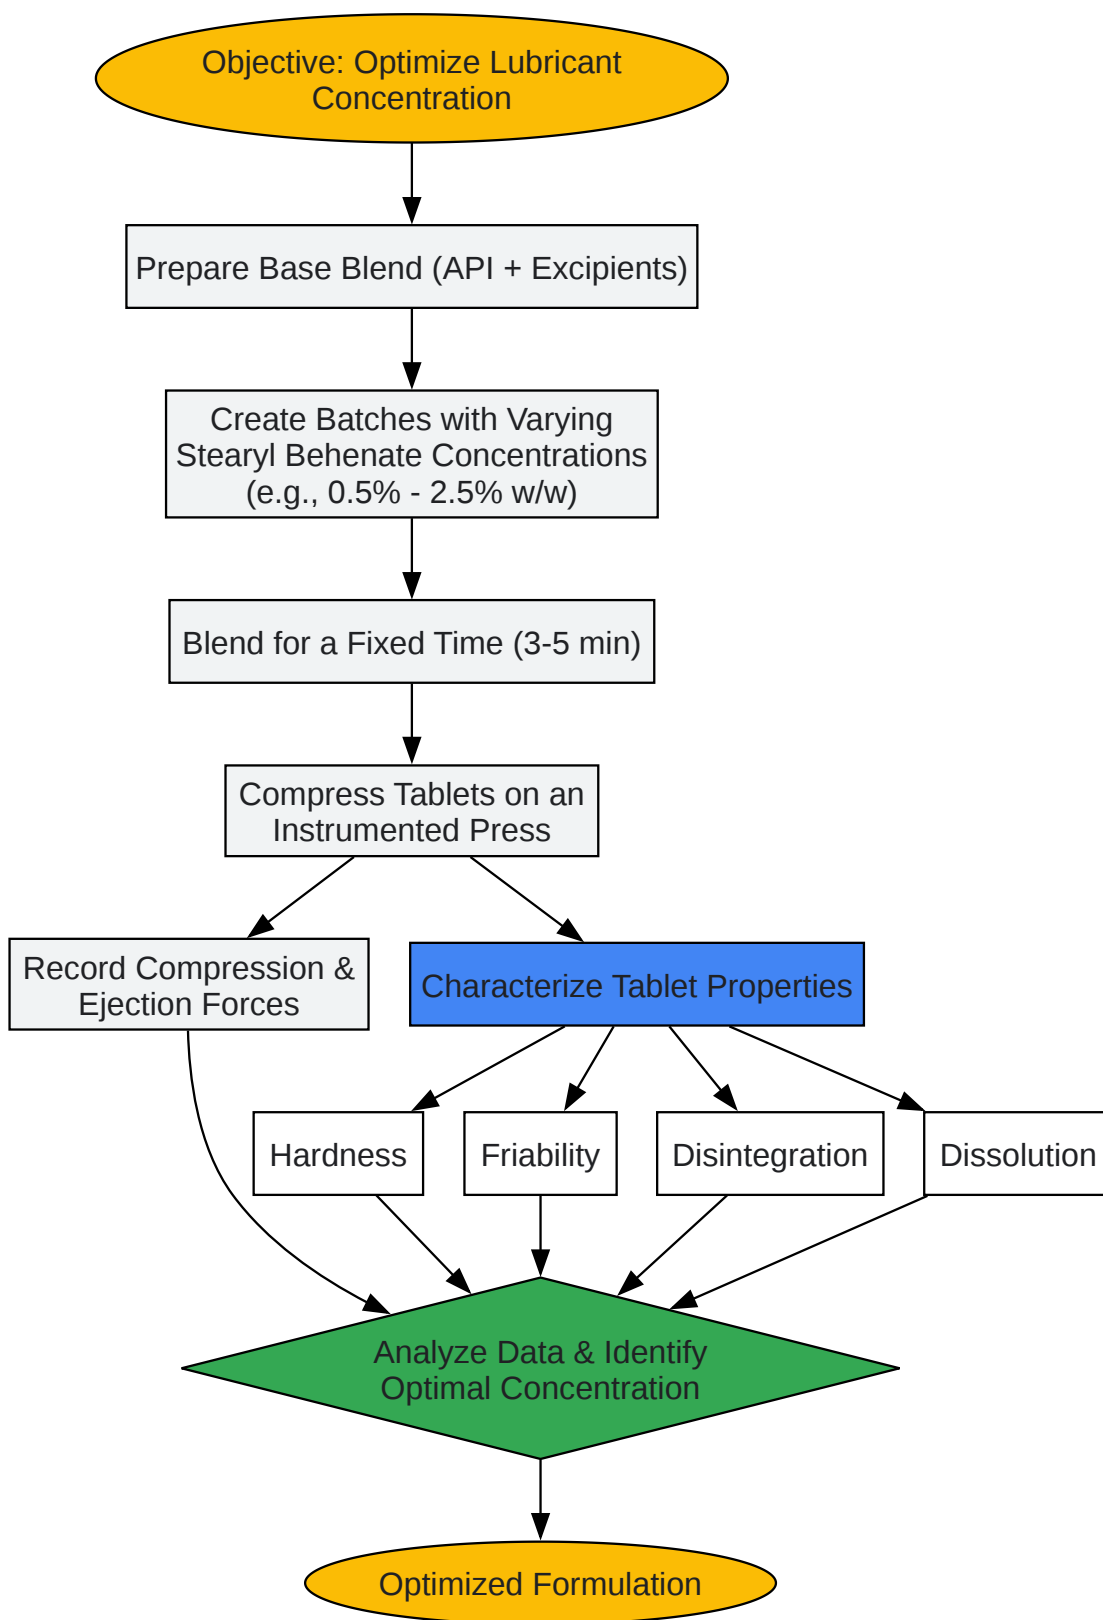 Objective: Optimize Lubricant
Concentration
Prepare Base Blend (API + Excipients)
Create Batches with Varying
Stearyl Behenate Concentrations
(e.g., 0.5% - 2.5% w/w)
Blend for a Fixed Time (3-5 min)
Compress Tablets on an
Instrumented Press
Record Compression &
Ejection Forces
Characterize Tablet Properties
Hardness
Friability
Disintegration
Dissolution
Analyze Data & Identify
Optimal Concentration
Optimized Formulation